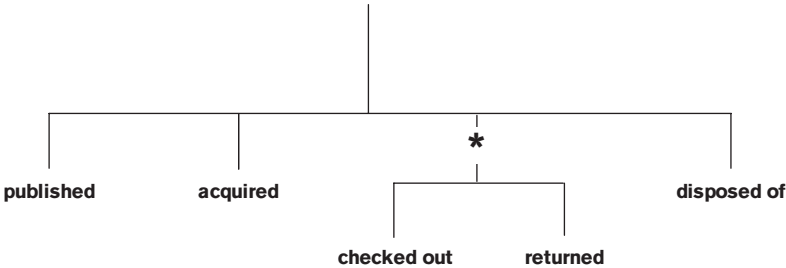 *
published acquired disposed of
checked out returned